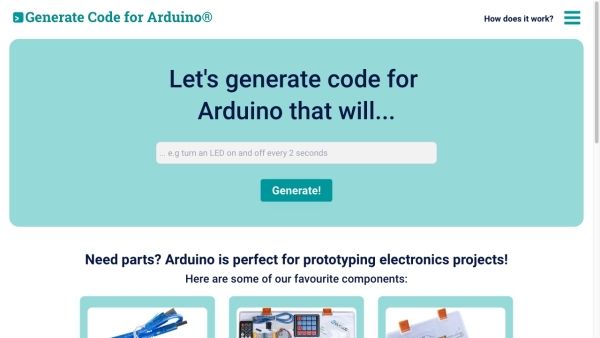 Generate Code for Arduino®
How does it work?
Let's generate code for
Arduino that will...
... e.g turn an LED on and off every 2 seconds
Generate!
Need parts? Arduino is perfect for prototyping electronics projects!
Here are some of our favourite components: